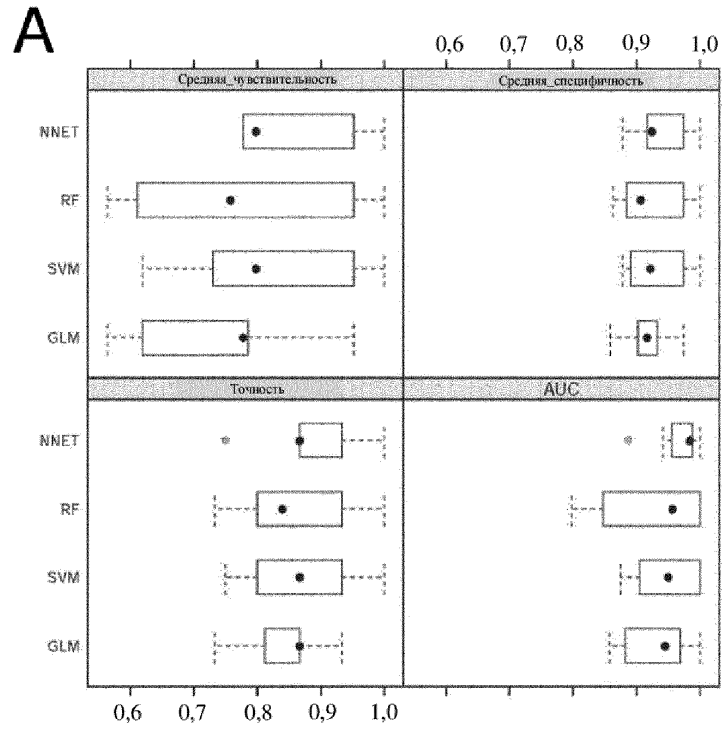 A
0,6 0,7 0,8 0,9 1,0
Средняя_чувствительность Средняя_специфичность
NNET
RF
SVM
GLM
Точность AUC
NNET
RF
SVM
GLM
0,6 0,7 0,8 0,9 1,0